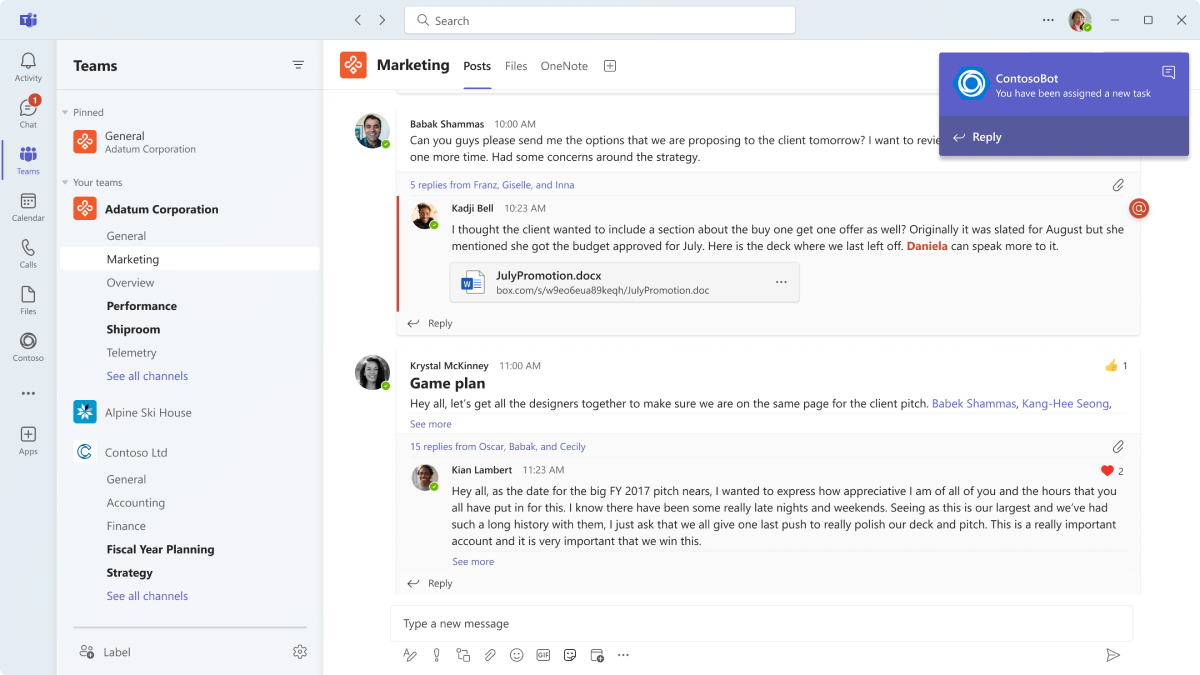 Search
Activity
1
Chat
Teams
Calendar
Calls
Files
Contoso
Apps
Teams
Pinned
General
Adatum Corporation
Your teams
Adatum Corporation
General
Marketing
Overview
Performance
Shiproom
Telemetry
See all channels
Alpine Ski House
Contoso Ltd
General
Accounting
Finance
Fiscal Year Planning
Strategy
See all channels
Label
Marketing Posts Files OneNote
ContosoBot
You have been assigned a new task
Reply
Babak Shammas 10:00 AM
Can you guys please send me the options that we are proposing to the client tomorrow? I want to
one more time. Had some concerns around the strategy.
5 replies from Franz, Giselle, and Inna
Kadji Bell 10:23 AM
@
I thought the client wanted to include a section about the buy one get one offer as well? Originally it was slated for August but she
mentioned she got the budget approved for July. Here is the deck where we last left off. Daniela can speak more to it.
W
JulyPromotion.docx
box.com/s/w9eo6eua89keqh/JulyPromotion.doc
Reply
Krystal McKinney 11:00 AM 1
Game plan
Hey all, let's get all the designers together to make sure we are on the same page for the client pitch. Babek Shammas, Kang-Hee Seong,
See more
15 replies from Oscar, Babak, and Cecily
Kian Lambert 11:23 AM 2
Hey all, as the date for the big FY 2017 pitch nears, I wanted to express how appreciative I am of all of you and the hours that you
all have put in for this. I know there have been some really late nights and weekends. Seeing as this is our largest and we've had
such a long history with them, I just ask that we all give one last push to really polish our deck and pitch. This is a really important
account and it is very important that we win this.
See more
Reply
Type a new message
GIF